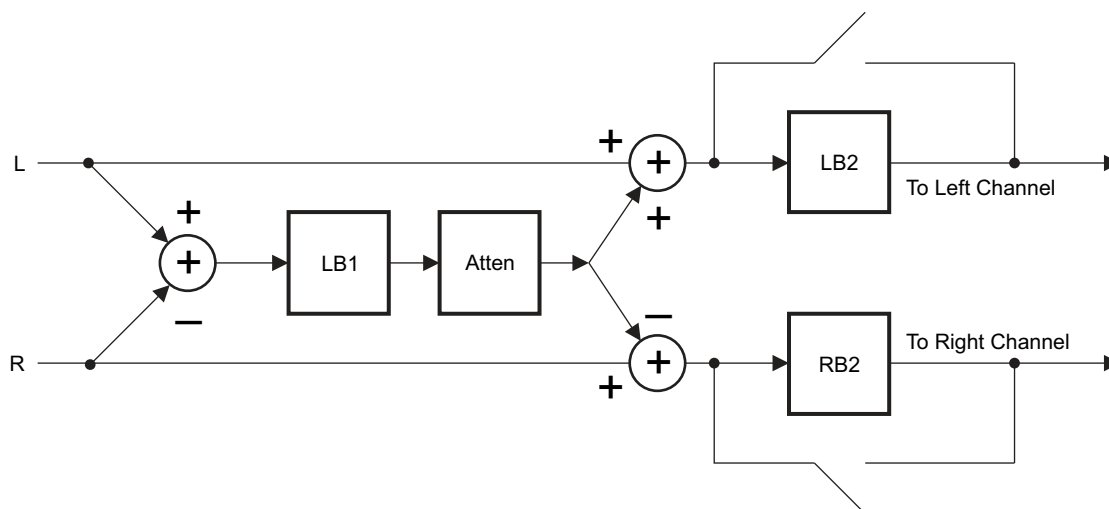 +
+
LB2
L
To Left Channel
+
+
+
LB1
Atten
−
−
To Right Channel
RB2
R
+
+